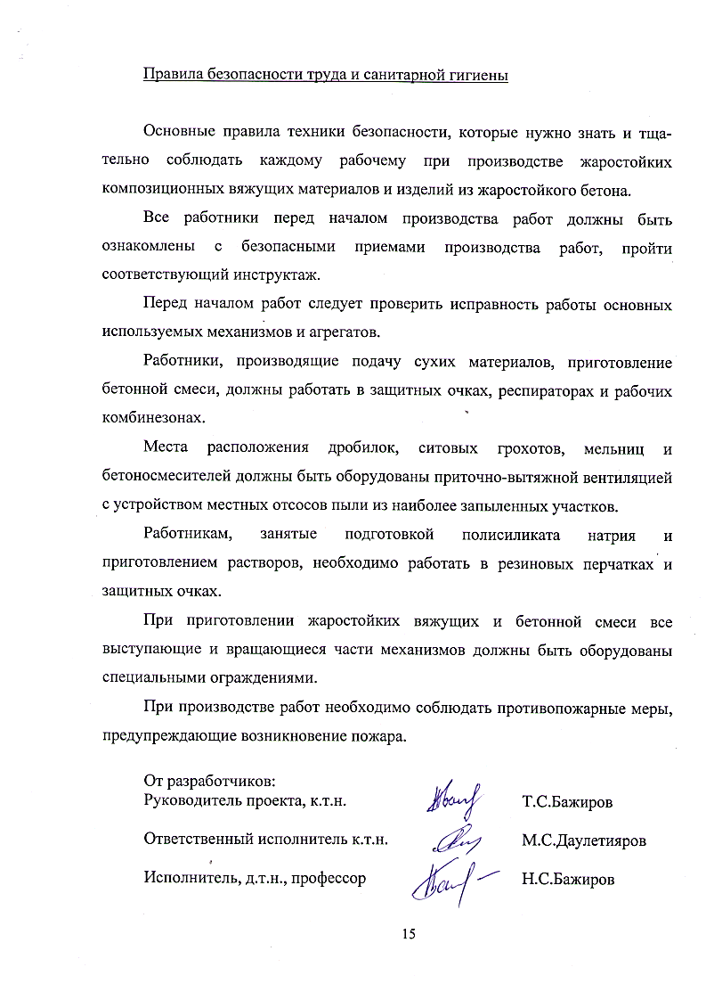 Правила безопасности труда и санитарной гигиены
Основные правила техники безопасности, которые нужно знать и тща-
тельно соблюдать каждому рабочему при производстве жаростойких
композиционных вяжущих материалов и изделий из жаростойкого бетона.
Все работники перед началом производства работ должны быть
ознакомлены с безопасными приемами производства работ, пройти
соответствующий инструктаж.
Перед началом работ следует проверить исправность работы основных
используемых механизмов и агрегатов.
Работники, производящие подачу сухих материалов, приготовление
бетонной смеси, должны работать в защитных очках, респираторах и рабочих
комбинезонах.
Места расположения дробилок, ситовых грохотов, мельниц и
бетоносмесителей должны быть оборудованы приточно-вытяжной вентиляцией
с устройством местных отсосов пыли из наиболее запыленных участков.
Работникам, занятые подготовкой полисиликата натрия и
приготовлением растворов, необходимо работать в резиновых перчатках и
защитных очках.
При приготовлении жаростойких вяжущих и бетонной смеси все
выступающие и вращающиеся части механизмов должны быть оборудованы
специальными ограждениями.
При производстве работ необходимо соблюдать противопожарные меры,
предупреждающие возникновение пожара.
От разработчиков:
Руководитель проекта, к.т.н. Т.С.Бажиров
Ответственный исполнитель к.т.н. М.С.Даулетияров
Исполнитель, д.т.н., профессор Н.С.Бажиров
15